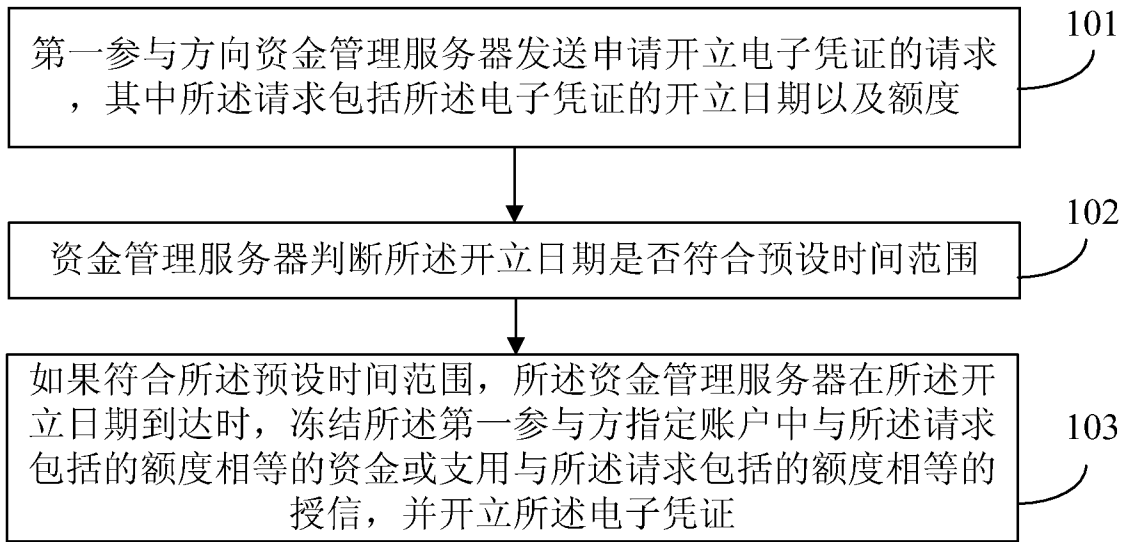 101
第一参与方向资金管理服务器发送申请开立电子凭证的请求
，其中所述请求包括所述电子凭证的开立日期以及额度
102
资金管理服务器判断所述开立日期是否符合预设时间范围
如果符合所述预设时间范围，所述资金管理服务器在所述开
立日期到达时，冻结所述第一参与方指定账户中与所述请求
103
包括的额度相等的资金或支用与所述请求包括的额度相等的
授信，并开立所述电子凭证